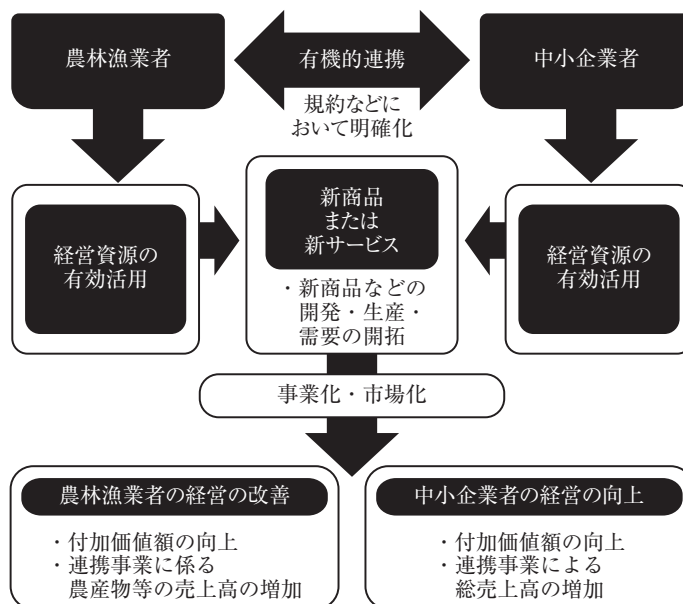 農林漁業者
有機的連携
中小企業者
規約などに
おいて明確化
経営資源の
有効活用
新商品
または
新サービス
・新商品などの
開発・生産・
需要の開拓
経営資源の
有効活用
事業化・市場化
農林漁業者の経営の改善
・付加価値額の向上
・連携事業に係る
農産物等の売上高の増加
中小企業者の経営の向上
・付加価値額の向上
・連携事業による
総売上高の増加